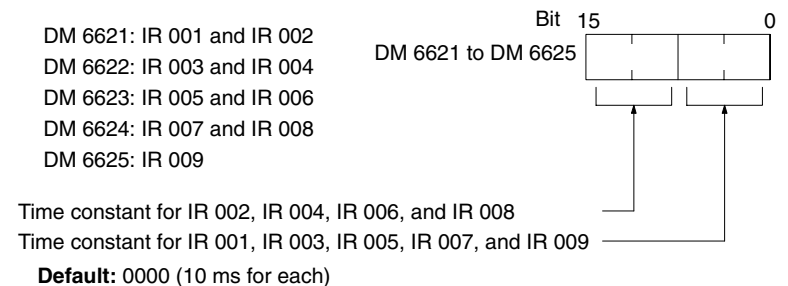 DM 6621: IR 001 and IR 002
DM 6622: IR 003 and IR 004
DM 6623: IR 005 and IR 006
DM 6624: IR 007 and IR 008
DM 6625: IR 009
Bit 15 0
DM 6621 to DM 6625
Time constant for IR 002, IR 004, IR 006, and IR 008
Time constant for IR 001, IR 003, IR 005, IR 007, and IR 009
Default: 0000 (10 ms for each)